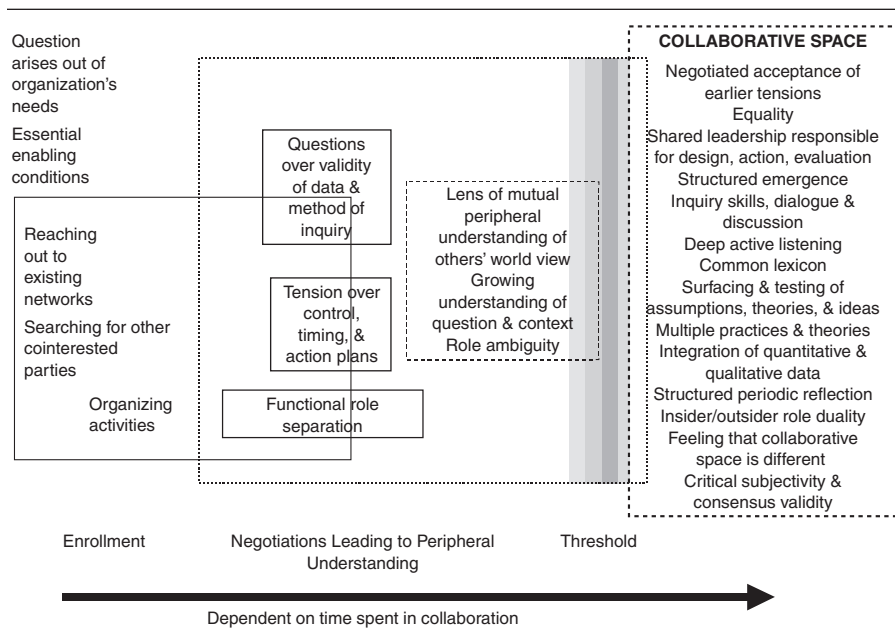 Question
arises out of
organization's
needs
Essential
enabling
conditions
Reaching
out to
existing
networks
Searching for other
cointerested
parties
Organizing
activities
Questions
over validity
of data &
method of
inquiry
Tension over
control,
timing, &
action plans
Functional role
separation
Lens of mutual
peripheral
understanding of
others' world view
Growing
understanding of
question & context
Role ambiguity
COLLABORATIVE SPACE
Negotiated acceptance of
earlier tensions
Equality
Shared leadership responsible
for design, action, evaluation
Structured emergence
Inquiry skills, dialogue &
discussion
Deep active listening
Common lexicon
Surfacing & testing of
assumptions, theories, & ideas
Multiple practices & theories
Integration of quantitative &
qualitative data
Structured periodic reflection
Insider/outsider role duality
Feeling that collaborative
space is different
Critical subjectivity &
consensus validity
Enrollment
Negotiations Leading to Peripheral
Understanding
Threshold
Dependent on time spent in collaboration